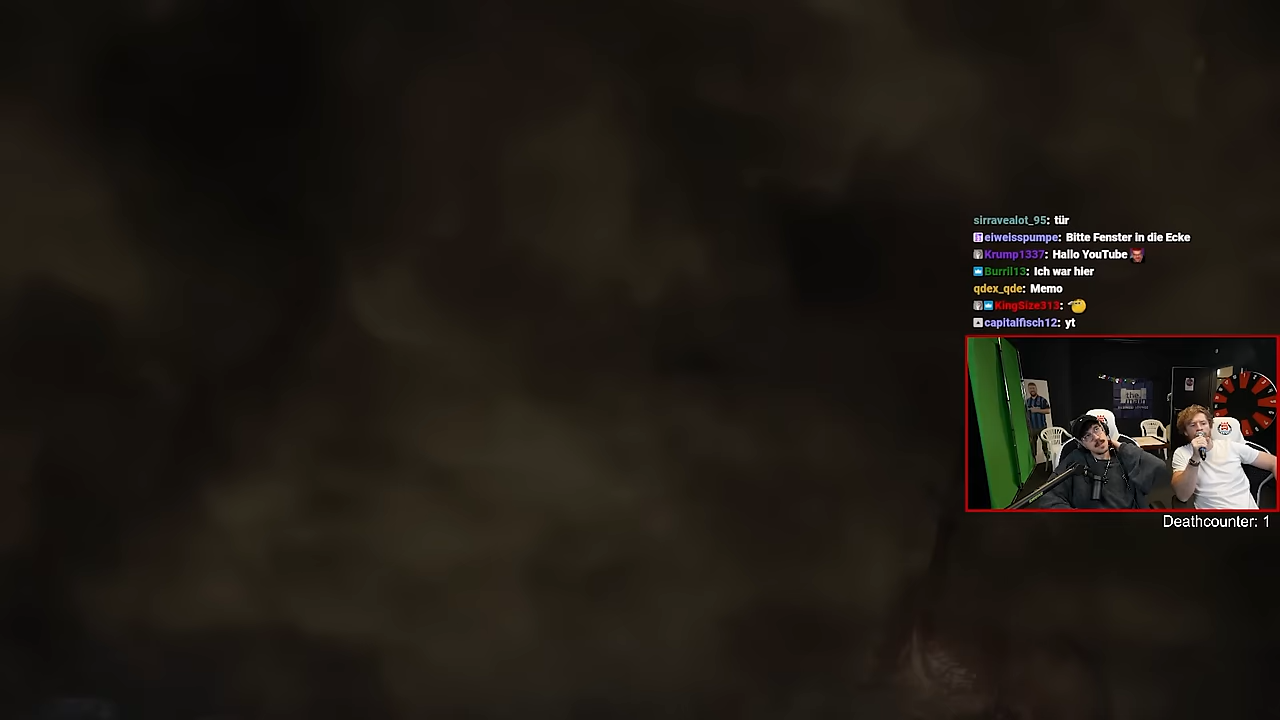 sirravealot_95: tür
eiweisspumpe: Bitte Fenster in die Ecke
Krump1337: Hallo YouTube
Burril13: Ich war hier
qdex_qde: Memo
KingSize313:
capitalfisch12: yt
Deathcounter: 1